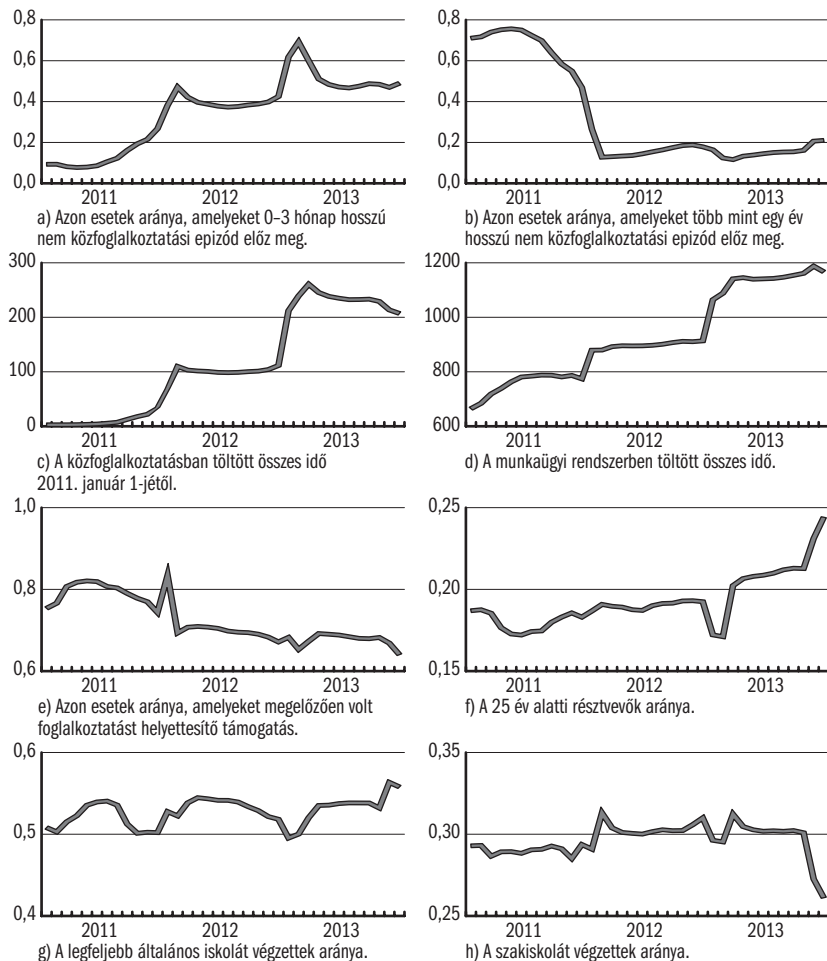 0,8
0,6
0,4
0,2
0,0
2011 2012 2013
a) Azon esetek aránya, amelyeket 0–3 hónap hosszú
nem közfoglalkoztatási epizód előz meg.
0,8
0,6
0,4
0,2
0,0
2011 2012 2013
b) Azon esetek aránya, amelyeket több mint egy év
hosszú nem közfoglalkoztatási epizód előz meg.
300
200
100
0
2011 2012 2013
c) A közfoglalkoztatásban töltött összes idő
2011. január 1-jétől.
1200
1000
800
600
2011 2012 2013
d) A munkaügyi rendszerben töltött összes idő.
1,0
0,8
0,6
2011 2012 2013
e) Azon esetek aránya, amelyeket megelőzően volt
foglalkoztatást helyettesítő támogatás.
0,25
0,20
0,15
2011 2012 2013
f) A 25 év alatti résztvevők aránya.
0,6
0,5
0,4
2011 2012 2013
g) A legfeljebb általános iskolát végzettek aránya.
0,35
0,30
0,25
2011 2012 2013
h) A szakiskolát végzettek aránya.